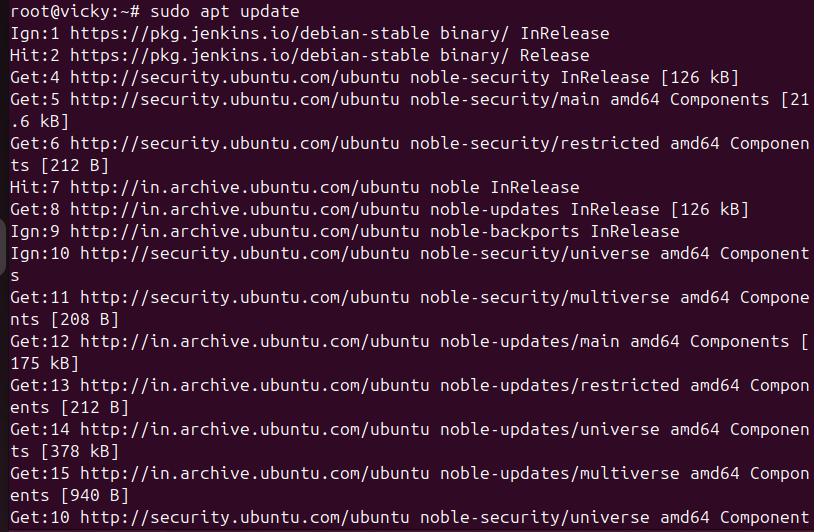 root@vicky:~# sudo apt update
Ign:1 https://pkg.jenkins.io/debian-stable binary/ InRelease
Hit:2 https://pkg.jenkins.io/debian-stable binary/ Release
Get:4 http://security.ubuntu.com/ubuntu noble-security InRelease [126 kB]
Get:5 http://security.ubuntu.com/ubuntu noble-security/main amd64 Components [21
.6 kB]
Get:6 http://security.ubuntu.com/ubuntu noble-security/restricted amd64 Componen
ts [212 B]
Hit:7 http://in.archive.ubuntu.com/ubuntu noble InRelease
Get:8 http://in.archive.ubuntu.com/ubuntu noble-updates InRelease [126 kB]
Ign:9 http://in.archive.ubuntu.com/ubuntu noble-backports InRelease
Ign:10 http://security.ubuntu.com/ubuntu noble-security/universe amd64 Component
s
Get:11 http://security.ubuntu.com/ubuntu noble-security/multiverse amd64 Compone
nts [208 B]
Get:12 http://in.archive.ubuntu.com/ubuntu noble-updates/main amd64 Components [
175 kB]
Get:13 http://in.archive.ubuntu.com/ubuntu noble-updates/restricted amd64 Compon
ents [212 B]
Get:14 http://in.archive.ubuntu.com/ubuntu noble-updates/universe amd64 Componen
ts [378 kB]
Get:15 http://in.archive.ubuntu.com/ubuntu noble-updates/multiverse amd64 Compon
ents [940 B]
Get:10 http://security.ubuntu.com/ubuntu noble-security/universe amd64 Component